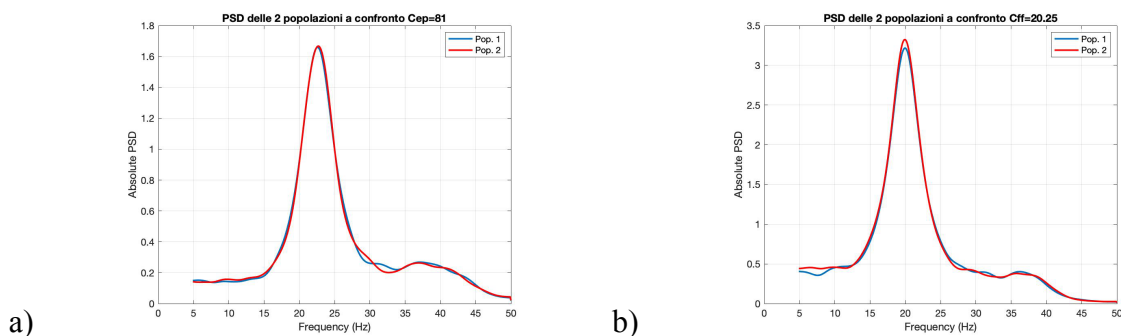 PSD delle 2 popolazioni a confronto Cep=81
Pop. 1
Pop. 2
1.8
1.6
1.4
1.2
1
0.8
0.6
0.4
0.2
0
Absolute PSD
0 5 10 15 20 25 30 35 40 45 50
Frequency (Hz)
a)
PSD delle 2 popolazioni a confronto Cff=20.25
Pop. 1
Pop. 2
3.5
3
2.5
2
1.5
1
0.5
0
Absolute PSD
0 5 10 15 20 25 30 35 40 45 50
Frequency (Hz)
b)